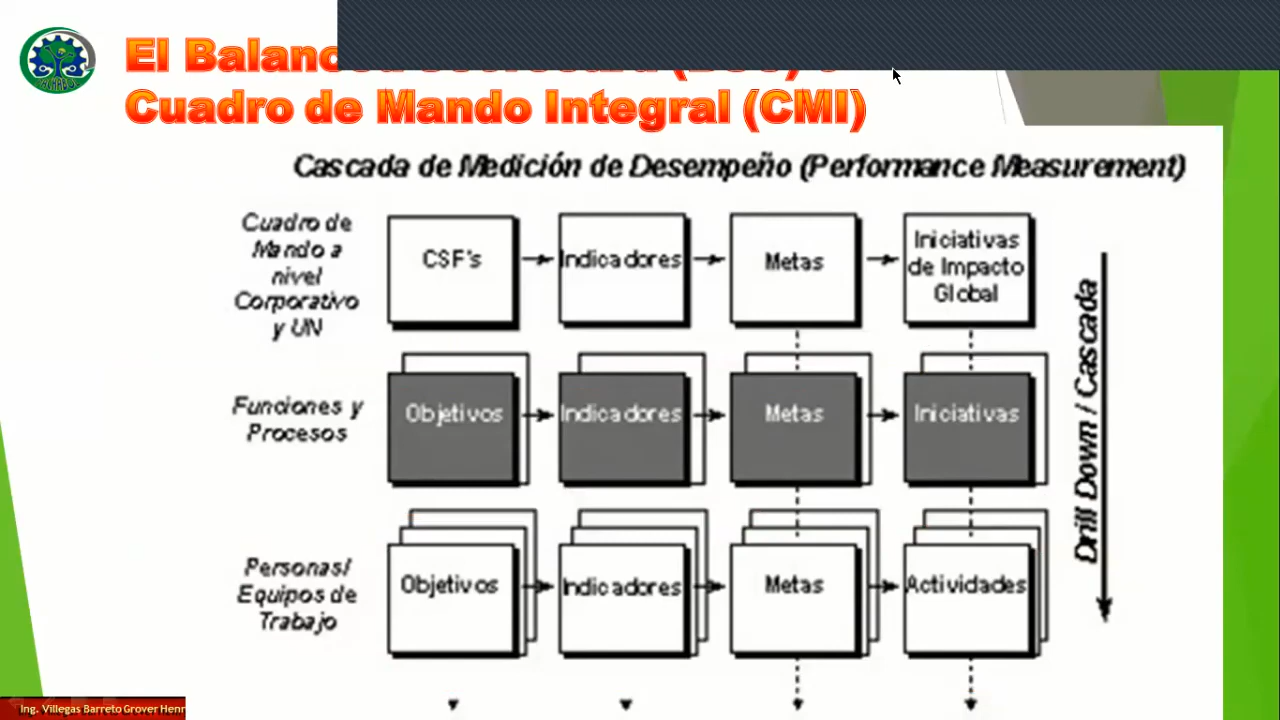 El Balanced Scorecard (BSC) o
Cuadro de Mando Integral (CMI)
Cascada de Medición de Desempeño (Performance Measurement)
Cuadro de
Mando a
nivel
Corporativo
y UN
CSF's
Indicadores
Metas
Iniciativas
de Impacto
Global
Funciones y
Procesos
Objetivos
Indicadores
Metas
Iniciativas
Personas/
Equipos de
Trabajo
Objetivos
Indicadores
Metas
Actividades
Drill Down / Cascada
Ing. Villegas Barreto Grover Henr